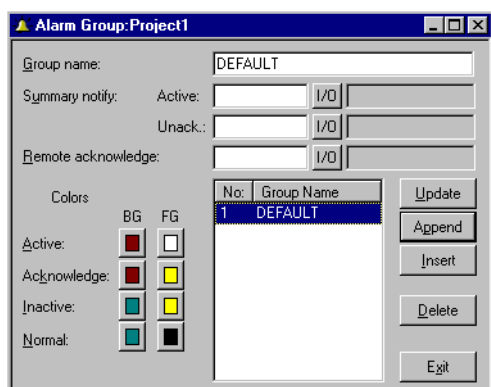 Alarm Group:Project1
Group name: DEFAULT
Summary notify: Active: I/O
Unack.: I/O
Remote acknowledge: I/O
Colors
BG FG
Active:
Acknowledge:
Inactive:
Normal:
No: Group Name
1 DEFAULT
Update
Append
Insert
Delete
Exit